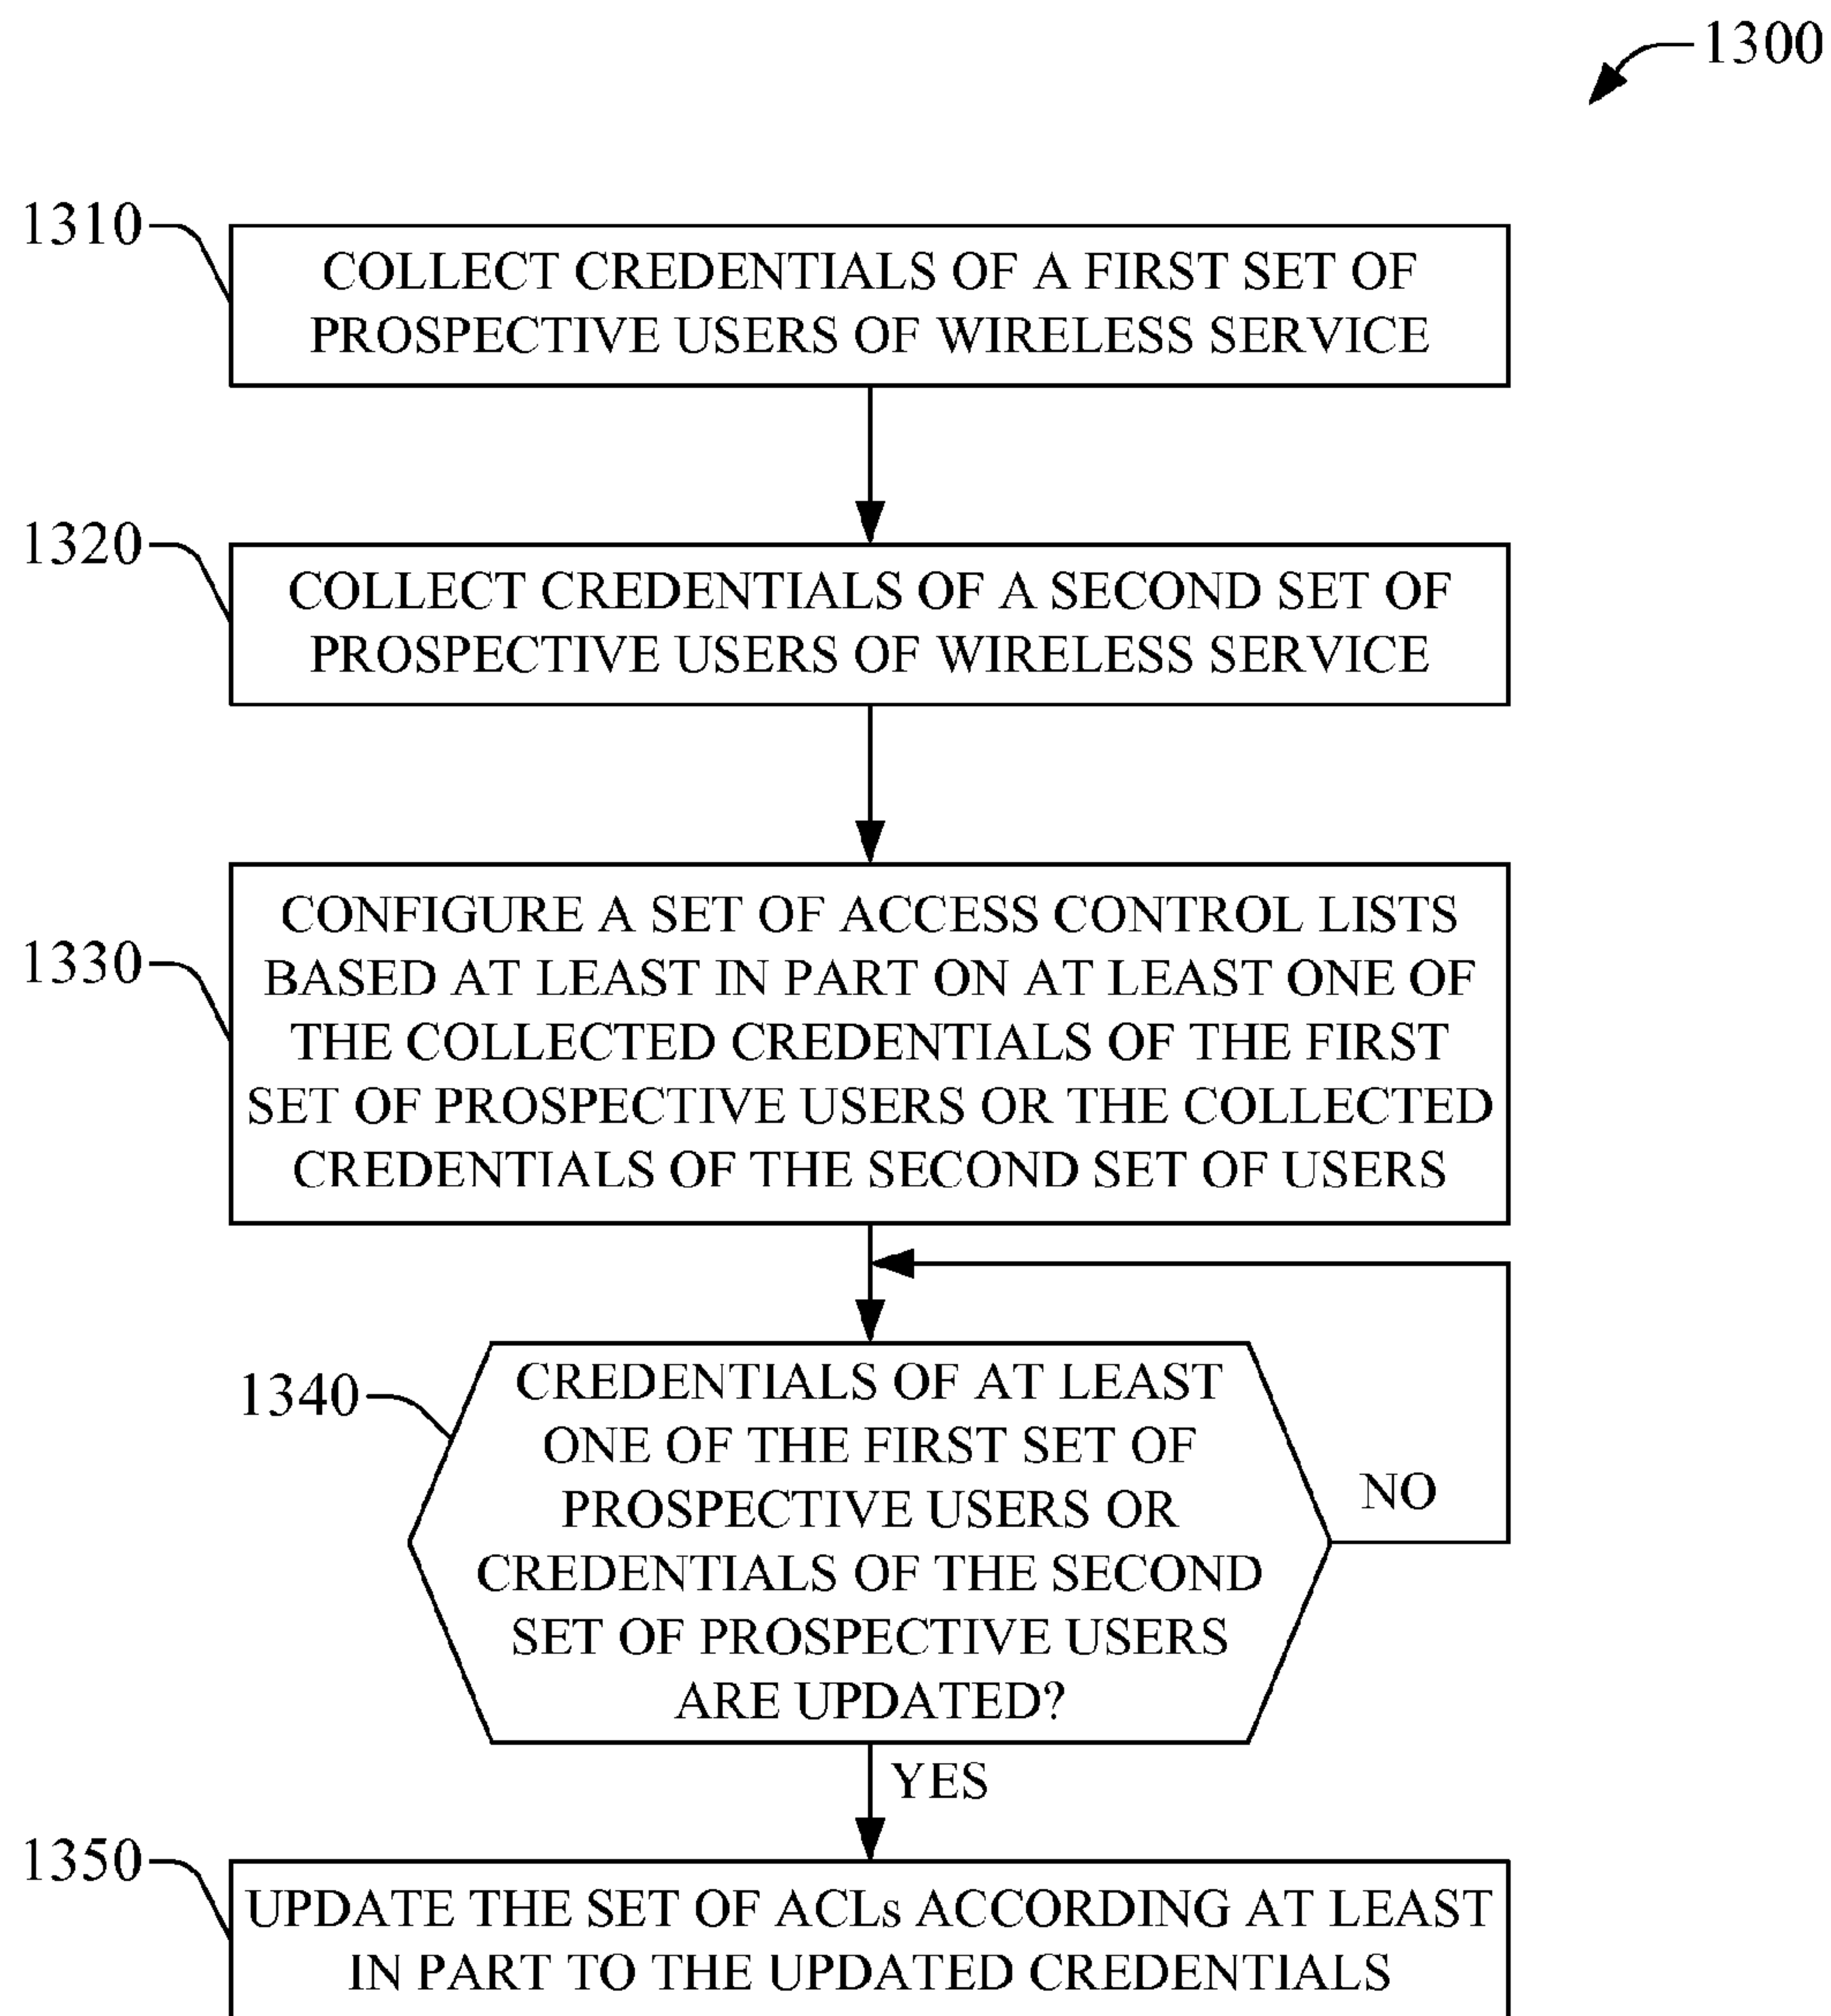 1300
1310
COLLECT CREDENTIALS OF A FIRST SET OF
PROSPECTIVE USERS OF WIRELESS SERVICE
1320
COLLECT CREDENTIALS OF A SECOND SET OF
PROSPECTIVE USERS OF WIRELESS SERVICE
1330
CONFIGURE A SET OF ACCESS CONTROL LISTS
BASED AT LEAST IN PART ON AT LEAST ONE OF
THE COLLECTED CREDENTIALS OF THE FIRST
SET OF PROSPECTIVE USERS OR THE COLLECTED
CREDENTIALS OF THE SECOND SET OF USERS
1340
CREDENTIALS OF AT LEAST
ONE OF THE FIRST SET OF
PROSPECTIVE USERS OR
CREDENTIALS OF THE SECOND
SET OF PROSPECTIVE USERS
ARE UPDATED?
NO
YES
1350
UPDATE THE SET OF ACLs ACCORDING AT LEAST
IN PART TO THE UPDATED CREDENTIALS